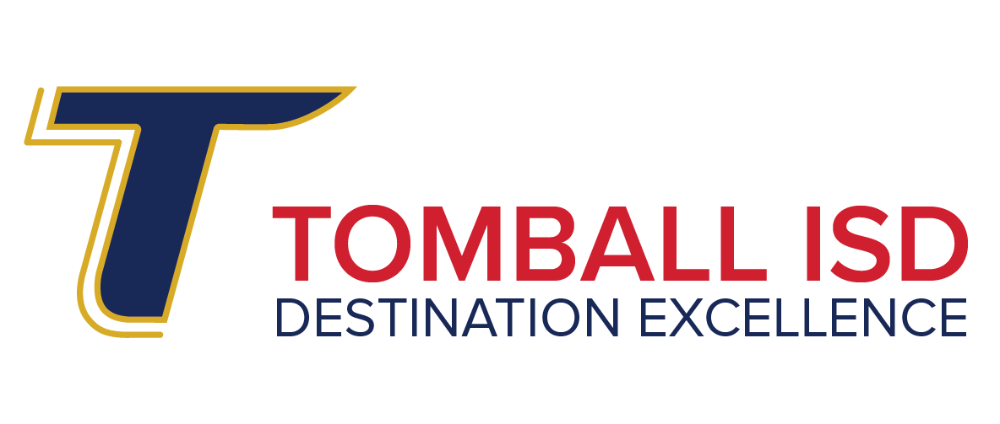 T
TOMBALL ISD
DESTINATION EXCELLENCE